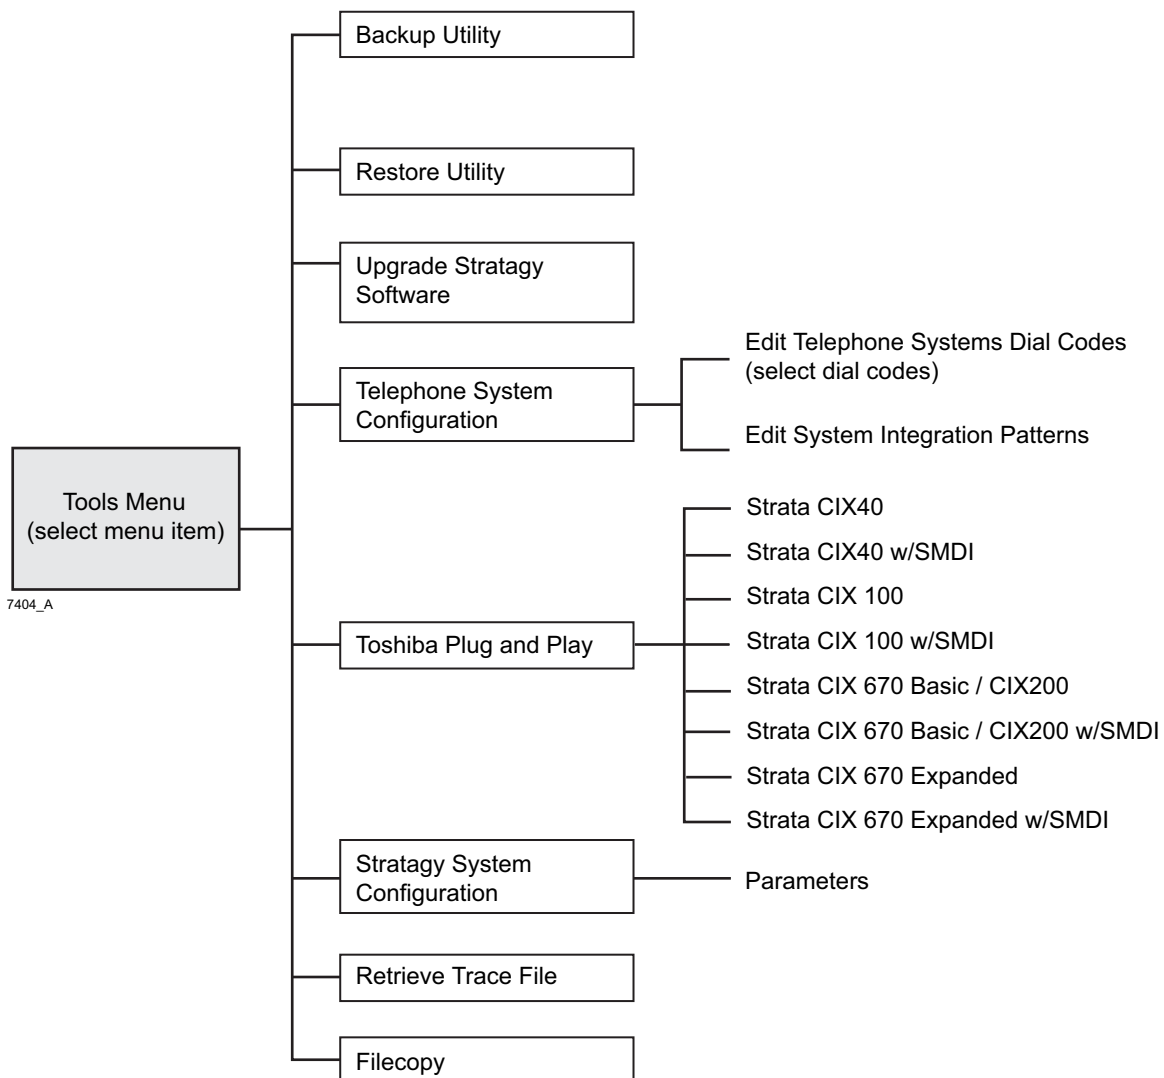 Backup Utility
Restore Utility
Upgrade Stratagy
Software
Telephone System
Configuration
Edit Telephone Systems Dial Codes
(select dial codes)
Edit System Integration Patterns
Tools Menu
(select menu item)
7404_A
Toshiba Plug and Play
Strata CIX40
Strata CIX40 w/SMDI
Strata CIX 100
Strata CIX 100 w/SMDI
Strata CIX 670 Basic / CIX200
Strata CIX 670 Basic / CIX200 w/SMDI
Strata CIX 670 Expanded
Strata CIX 670 Expanded w/SMDI
Stratagy System
Configuration
Parameters
Retrieve Trace File
Filecopy